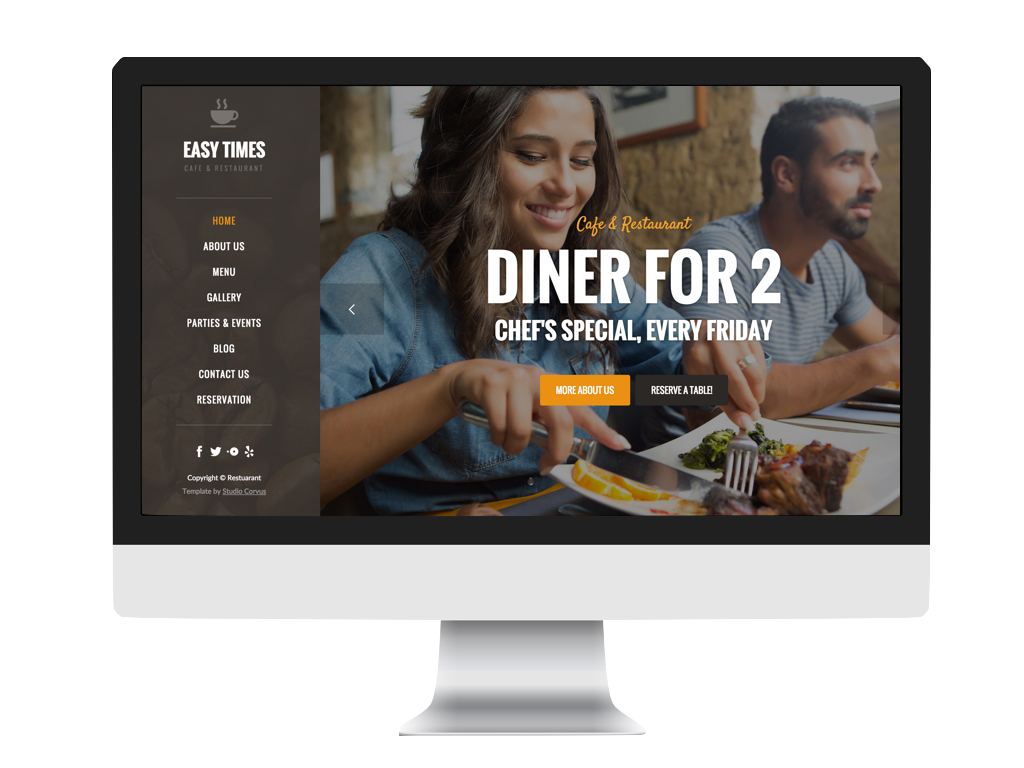 EASY TIMES
CAFE & RESTAURANT
HOME
ABOUT US
MENU
GALLERY
PARTIES & EVENTS
BLOG
CONTACT US
RESERVATION
Copyright © Restuarant
Template by Studio Corvus
Cafe & Restaurant
DINER FOR 2
CHEF'S SPECIAL, EVERY FRIDAY
MORE ABOUT US
RESERVE A TABLE!